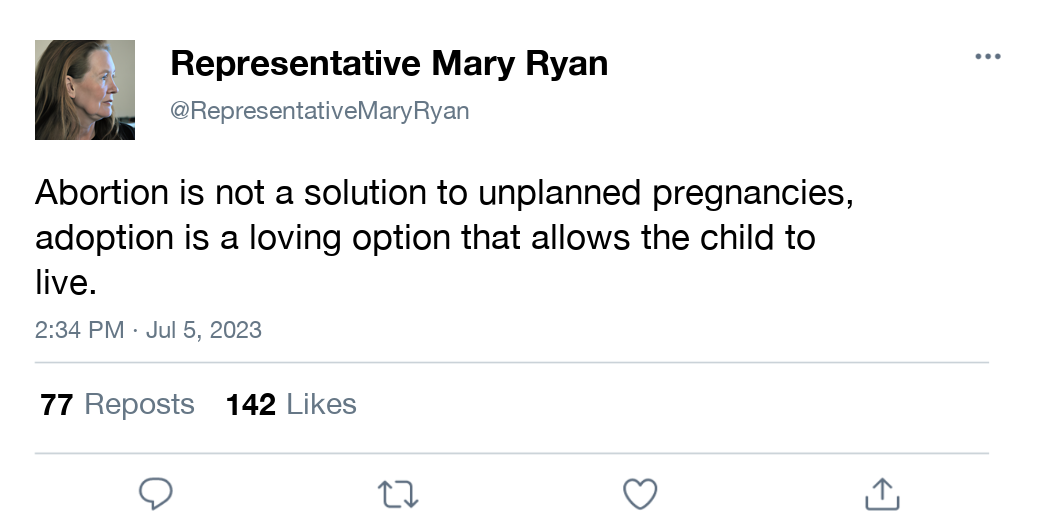 Representative Mary Ryan
@RepresentativeMaryRyan
Abortion is not a solution to unplanned pregnancies,
adoption is a loving option that allows the child to
live.
2:34 PM · Jul 5, 2023
77 Reposts 142 Likes